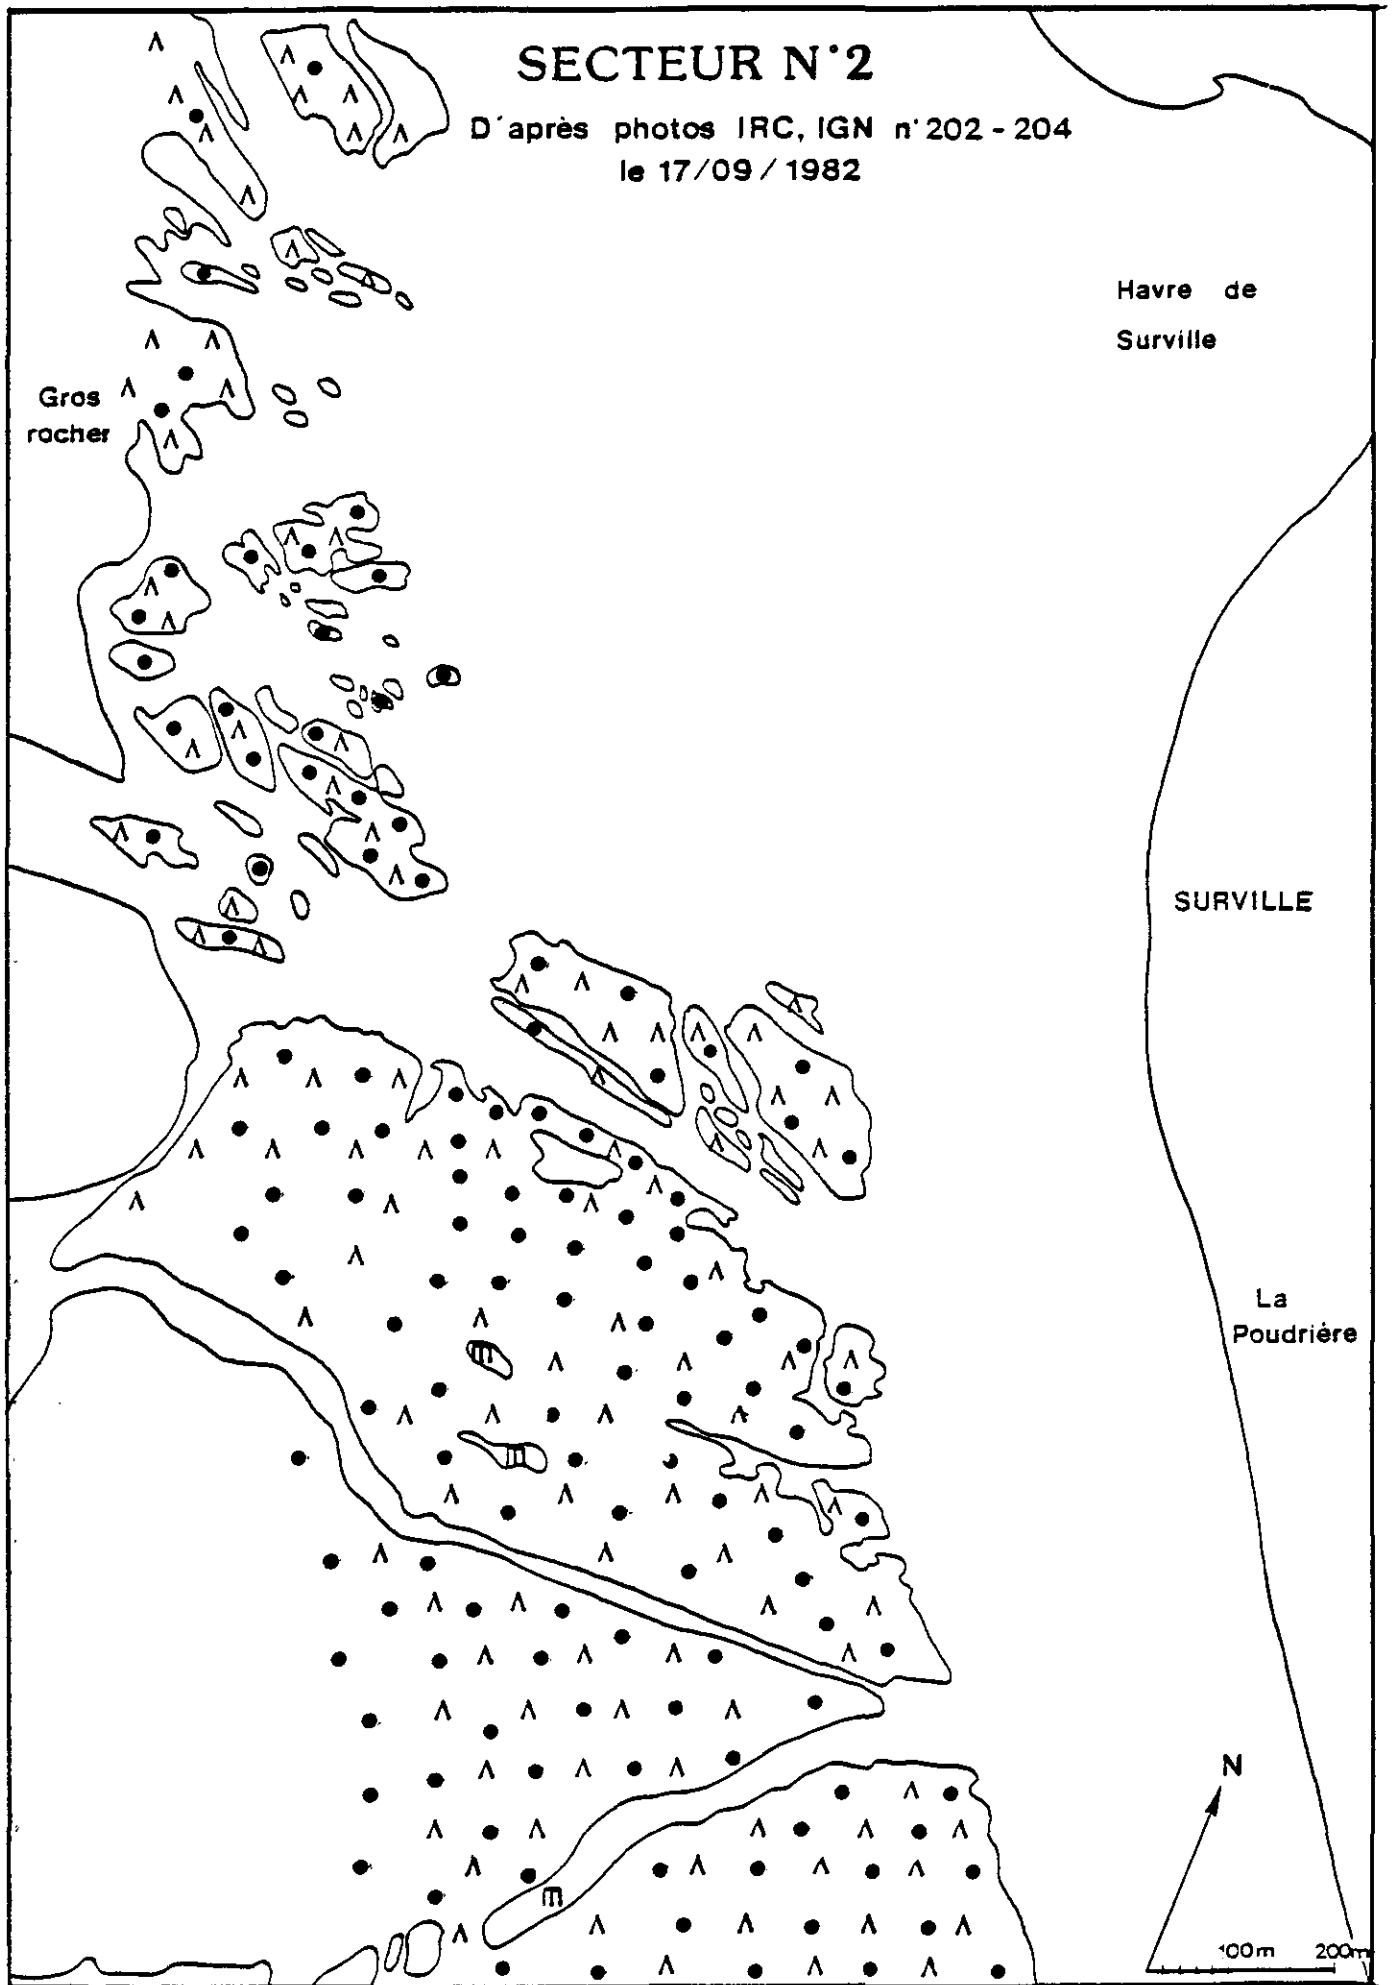 SECTEUR N°2
D'après photos IRC, IGN n°202 - 204
le 17/09/1982
Havre de
Surville
Gros
rocher
SURVILLE
La
Poudrière
N
100m 200m